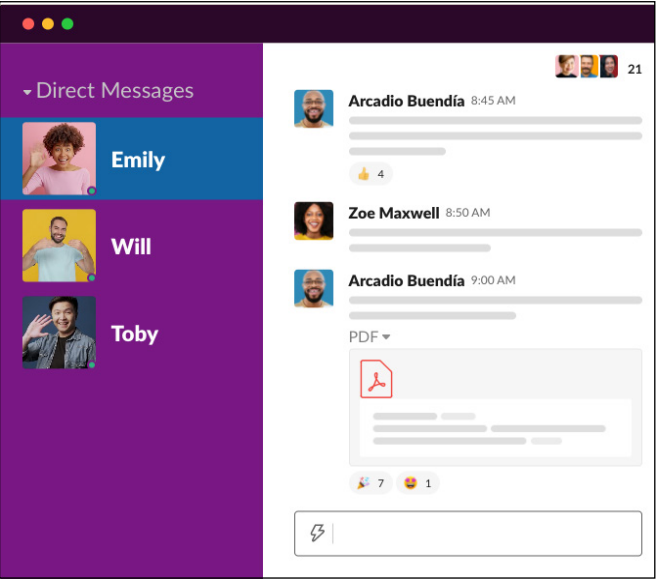 Direct Messages
Emily
Will
Toby
21
Arcadio Buendía 8:45 AM
4
Zoe Maxwell 8:50 AM
Arcadio Buendía 9:00 AM
PDF
7 1